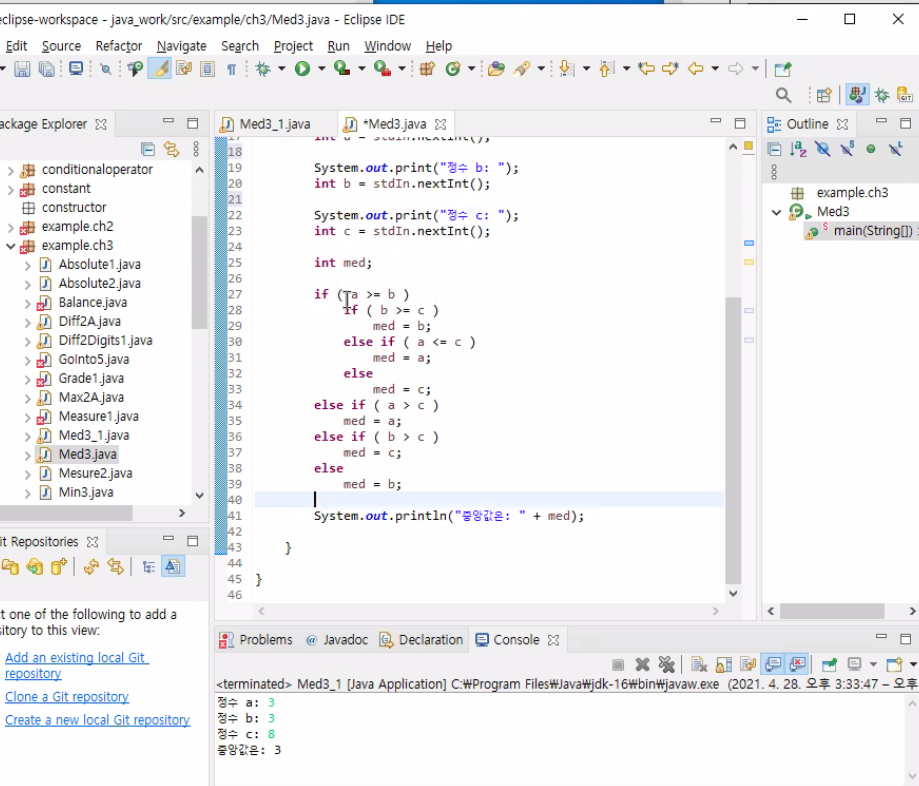 eclipse-workspace - java_work/src/example/ch3/Med3.java - Eclipse IDE
Edit Source Refactor Navigate Search Project Run Window Help
Package Explorer
conditionaloperator
constant
constructor
example.ch2
example.ch3
Absolute1.java
Absolute2.java
Balance.java
Diff2A.java
Diff2Digits1.java
GoInto5.java
Grade1.java
Max2A.java
Measure1.java
Med3_1.java
Med3.java
Mesure2.java
Min3.java
Med3_1.java *Med3.java
17 int a = stdIn.nextInt();
18
19 System.out.print("정수 b: ");
20 int b = stdIn.nextInt();
21
22 System.out.print("정수 c: ");
23 int c = stdIn.nextInt();
24
25 int med;
26
27 if ( a >= b )
28 if ( b >= c )
29 med = b;
30 else if ( a <= c )
31 med = a;
32 else
33 med = c;
34 else if ( a > c )
35 med = a;
36 else if ( b > c )
37 med = c;
38 else
39 med = b;
40
41 System.out.println("중앙값은: " + med);
42
43 }
44
45 }
46
Outline
example.ch3
Med3
main(String[])
it Repositories
ct one of the following to add a
sitory to this view:
Add an existing local Git
repository
Clone a Git repository
Create a new local Git repository
Problems @ Javadoc Declaration Console
<terminated> Med3_1 [Java Application] C:₩Program Files₩Java₩jdk-16₩bin₩javaw.exe (2021. 4. 28. 오후 3:33:47 – 오후
정수 a: 3
정수 b: 3
정수 c: 8
중앙값은: 3